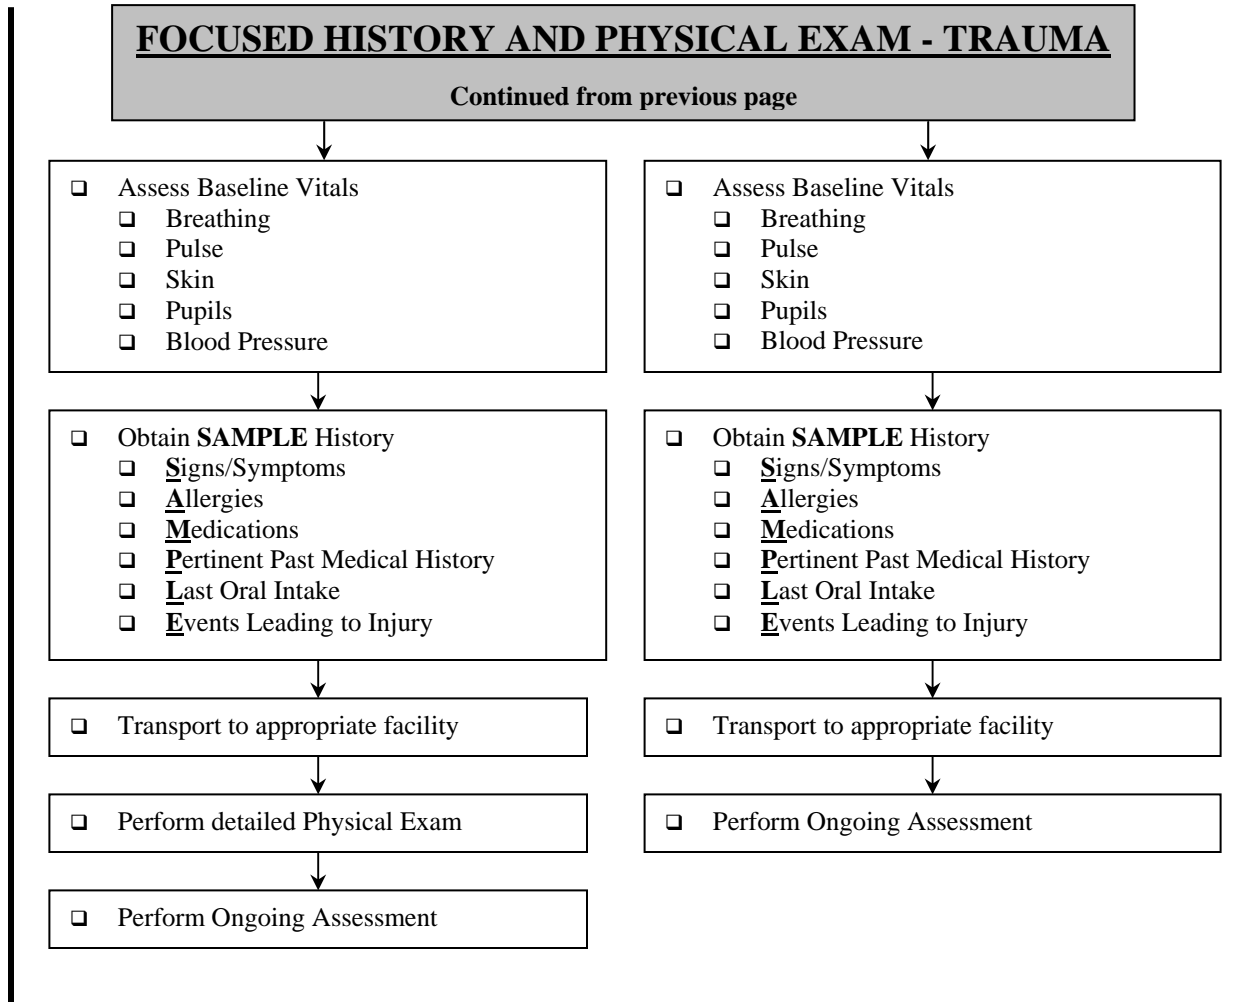 FOCUSED HISTORY AND PHYSICAL EXAM - TRAUMA
Continued from previous page
Assess Baseline Vitals
Breathing
Pulse
Skin
Pupils
Blood Pressure
Obtain SAMPLE History
Signs/Symptoms
Allergies
Medications
Pertinent Past Medical History
Last Oral Intake
Events Leading to Injury
Transport to appropriate facility
Perform detailed Physical Exam
Perform Ongoing Assessment
Assess Baseline Vitals
Breathing
Pulse
Skin
Pupils
Blood Pressure
Obtain SAMPLE History
Signs/Symptoms
Allergies
Medications
Pertinent Past Medical History
Last Oral Intake
Events Leading to Injury
Transport to appropriate facility
Perform Ongoing Assessment